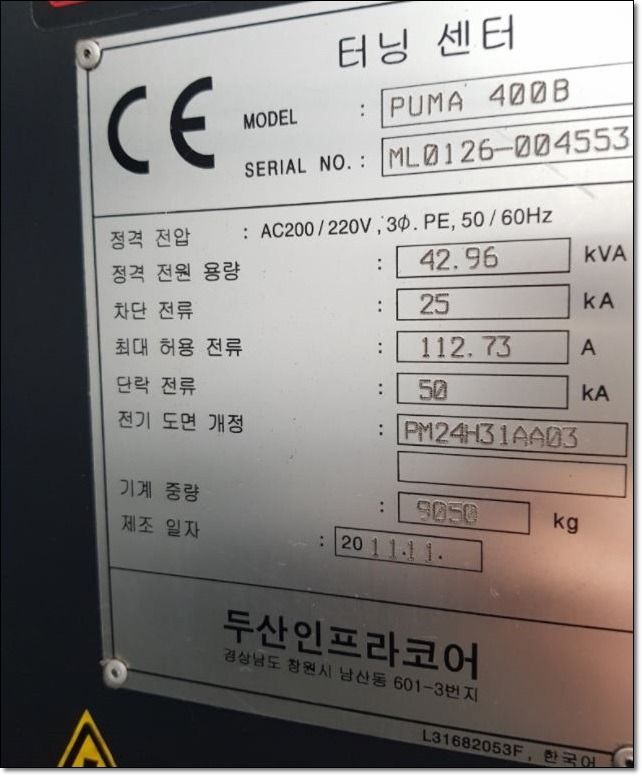 터닝 센터
CE MODEL : PUMA 400B
SERIAL NO. : ML0126-004553
정격 전압 : AC200 / 220V , 3Φ. PE, 50 / 60Hz
정격 전원 용량 : 42.96 kVA
차단 전류 : 25 kA
최대 허용 전류 : 112.73 A
단락 전류 : 50 kA
전기 도면 개정 : PM24H31AA03
기계 중량 : 9050 kg
제조 일자 : 20 11.11.
두산인프라코어
경상남도 창원시 남산동 601-3번지
L31682053F, 한국어